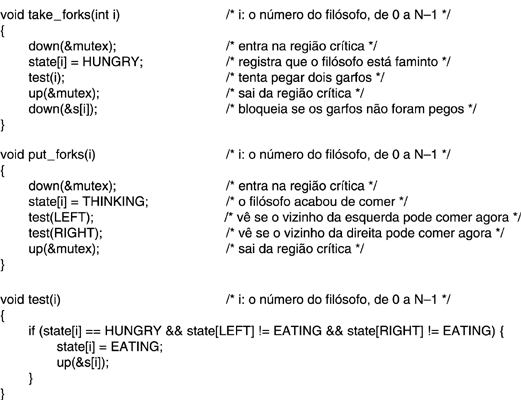 void take_forks(int i) /* i: o número do filósofo, de 0 a N–1 */
{
down(&mutex); /* entra na região crítica */
state[i] = HUNGRY; /* registra que o filósofo está faminto */
test(i); /* tenta pegar dois garfos */
up(&mutex); /* sai da região crítica */
down(&s[i]); /* bloqueia se os garfos não foram pegos */
}
void put_forks(i) /* i: o número do filósofo, de 0 a N–1 */
{
down(&mutex); /* entra na região crítica */
state[i] = THINKING; /* o filósofo acabou de comer */
test(LEFT); /* vê se o vizinho da esquerda pode comer agora */
test(RIGHT); /* vê se o vizinho da direita pode comer agora */
up(&mutex); /* sai da região crítica */
}
void test(i) /* i: o número do filósofo, de 0 a N–1 */
{
if (state[i] == HUNGRY && state[LEFT] != EATING && state[RIGHT] != EATING) {
state[i] = EATING;
up(&s[i]);
}
}